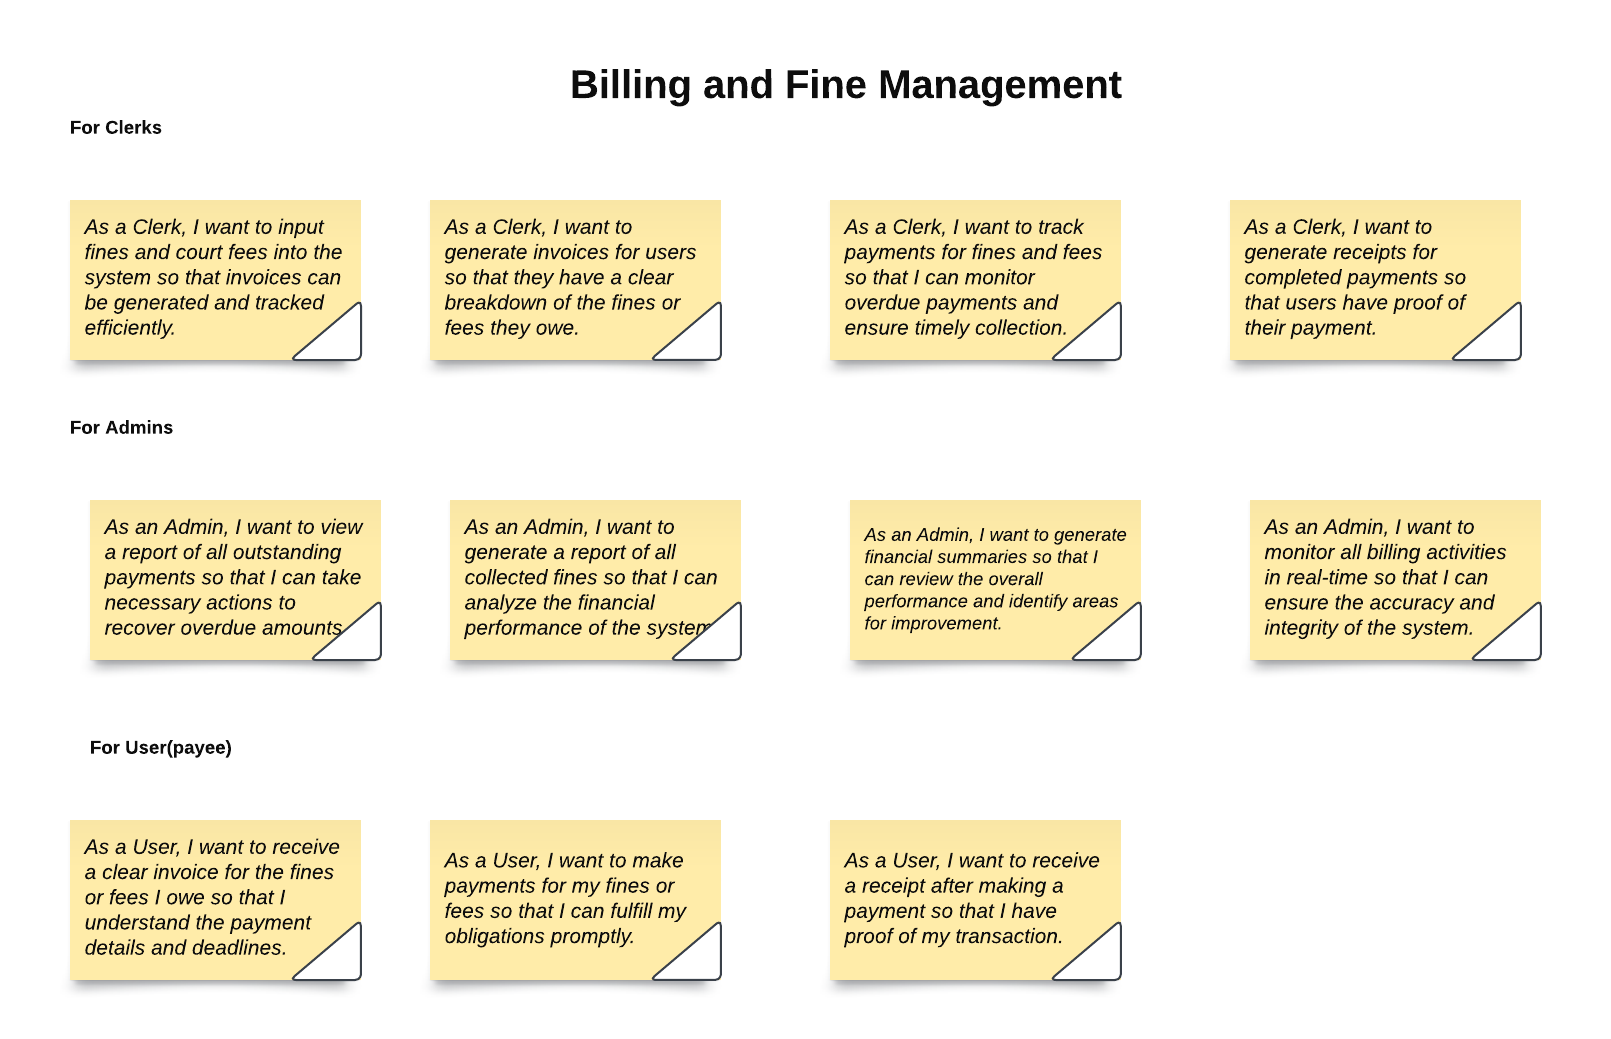 Billing and Fine Management
For Clerks
As a Clerk, I want to input
fines and court fees into the
system so that invoices can
be generated and tracked
efficiently.
As a Clerk, I want to
generate invoices for users
so that they have a clear
breakdown of the fines or
fees they owe.
As a Clerk, I want to track
payments for fines and fees
so that I can monitor
overdue payments and
ensure timely collection.
As a Clerk, I want to
generate receipts for
completed payments so
that users have proof of
their payment.
For Admins
As an Admin, I want to view
a report of all outstanding
payments so that I can take
necessary actions to
recover overdue amounts
As an Admin, I want to
generate a report of all
collected fines so that I can
analyze the financial
performance of the system
As an Admin, I want to generate
financial summaries so that I
can review the overall
performance and identify areas
for improvement.
As an Admin, I want to
monitor all billing activities
in real-time so that I can
ensure the accuracy and
integrity of the system.
For User(payee)
As a User, I want to receive
a clear invoice for the fines
or fees I owe so that I
understand the payment
details and deadlines.
As a User, I want to make
payments for my fines or
fees so that I can fulfill my
obligations promptly.
As a User, I want to receive
a receipt after making a
payment so that I have
proof of my transaction.